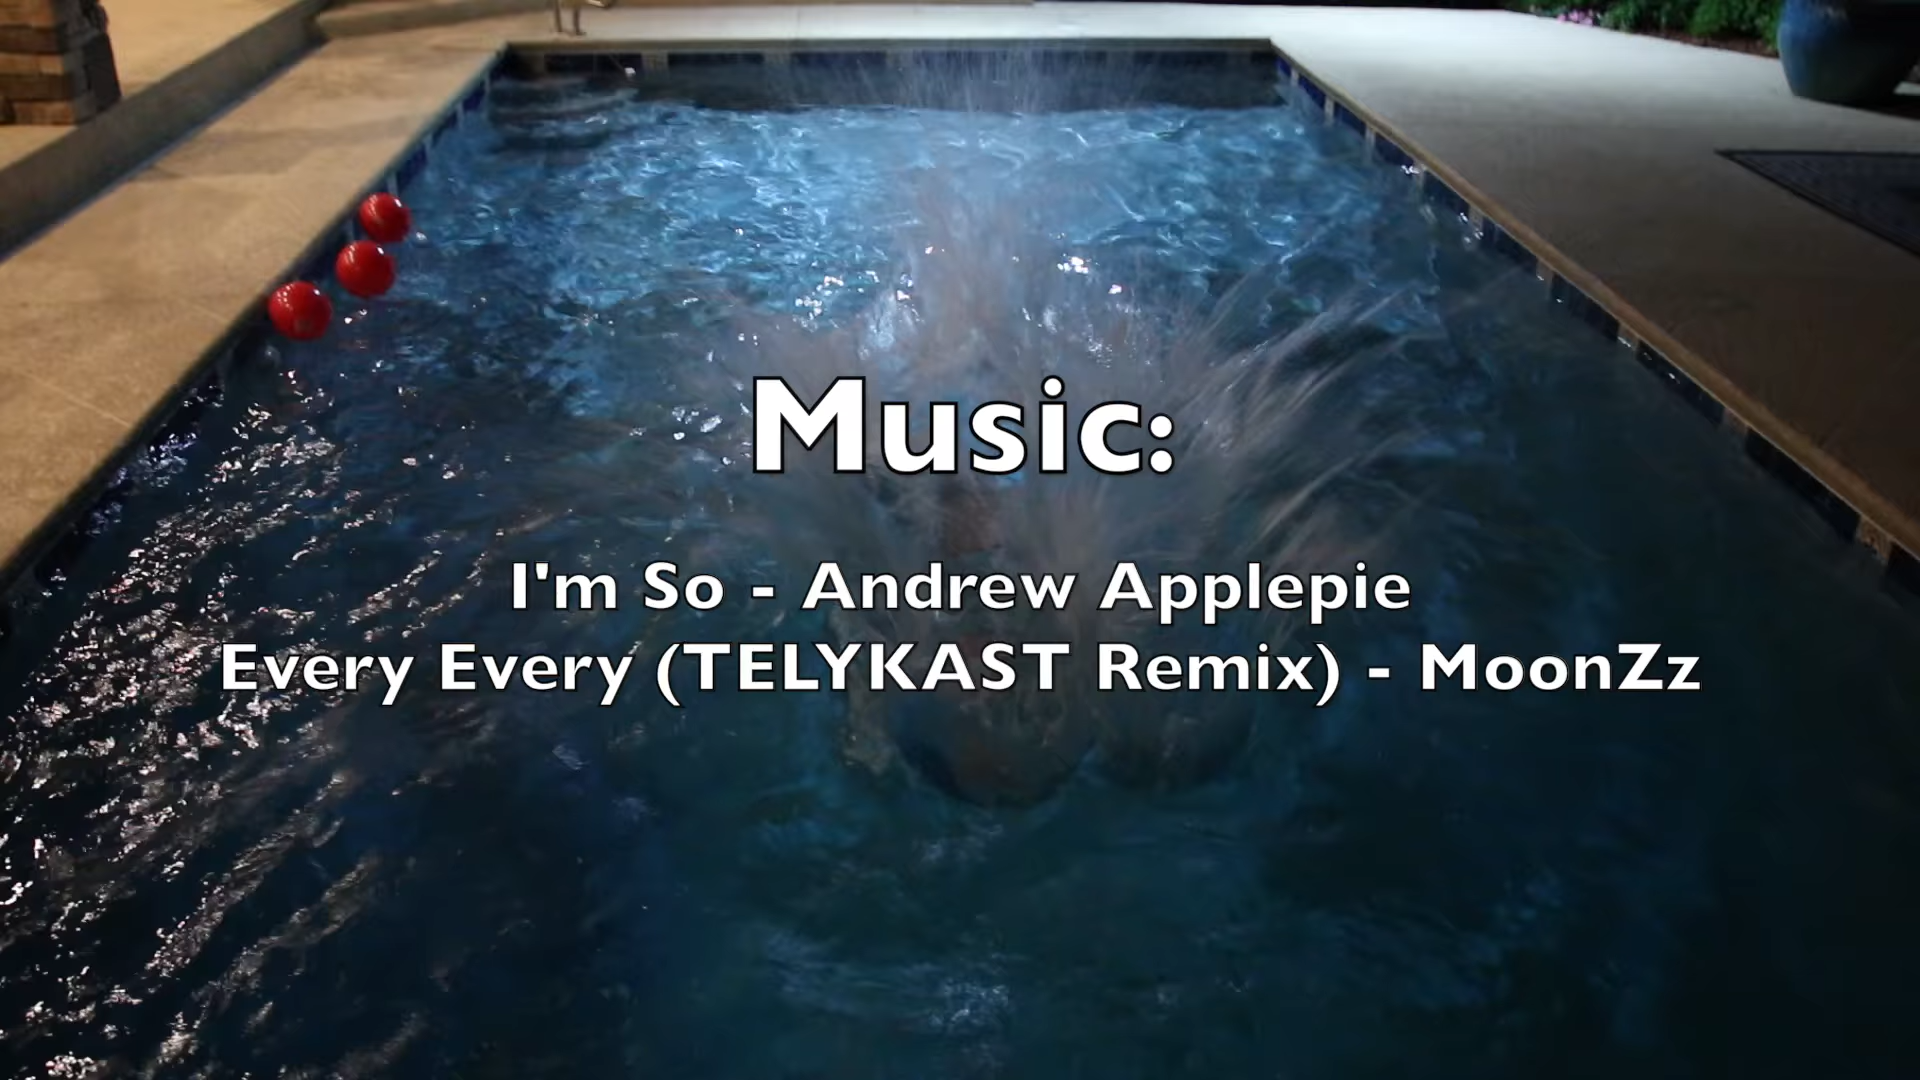 Music:
I'm So - Andrew Applepie
Every Every (TELYKAST Remix) - MoonZz